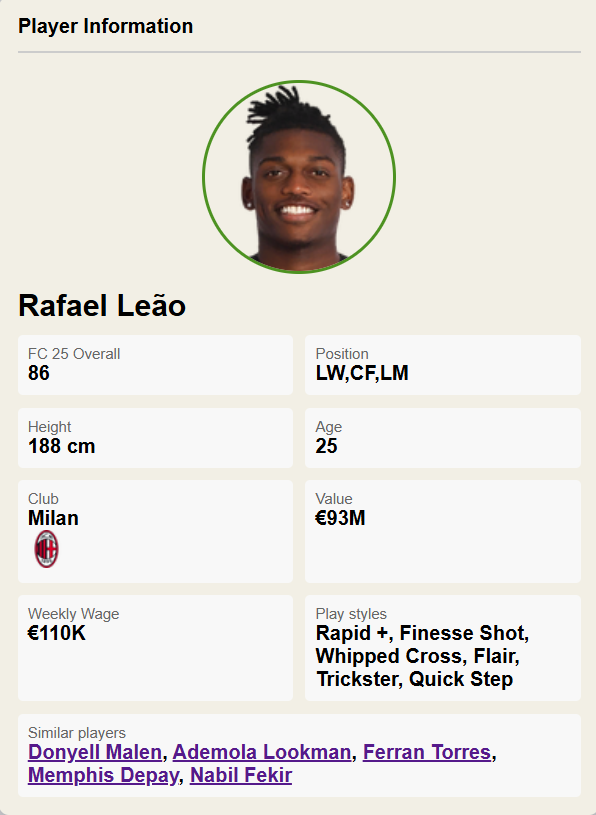 Player Information
Rafael Leão
FC 25 Overall
86
Position
LW,CF,LM
Height
188 cm
Age
25
Club
Milan
Value
€93M
Weekly Wage
€110K
Play styles
Rapid +, Finesse Shot,
Whipped Cross, Flair,
Trickster, Quick Step
Similar players
Donyell Malen, Ademola Lookman, Ferran Torres,
Memphis Depay, Nabil Fekir